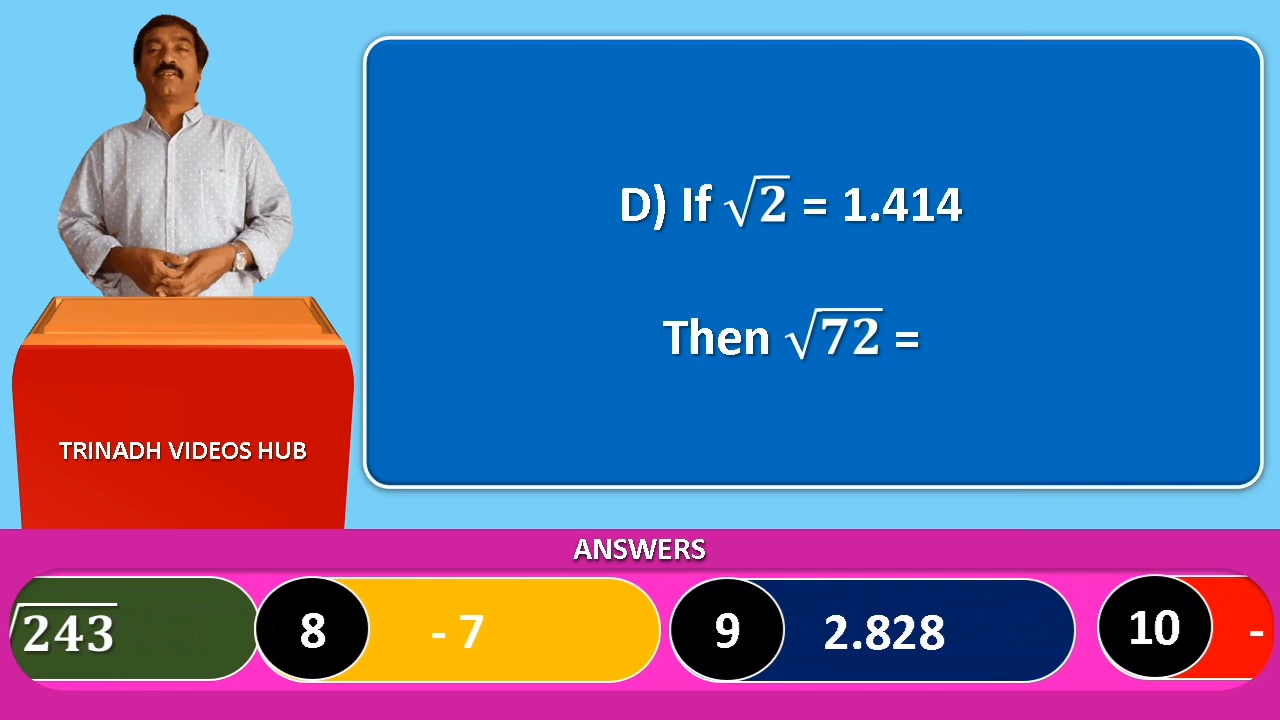 D) If √2 = 1.414
Then √72 =
TRINADH VIDEOS HUB
ANSWERS
√243
8 - 7
9 2.828
10 -